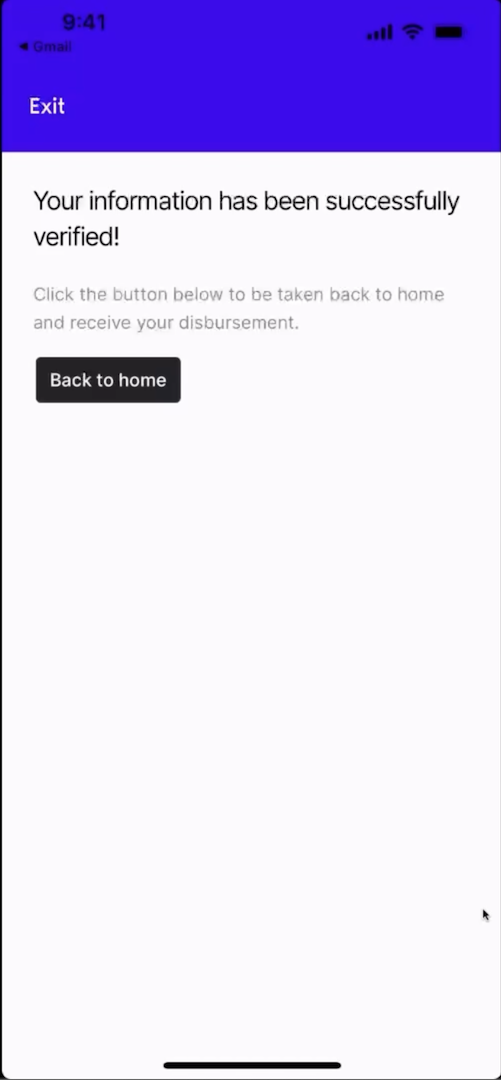 9:41
◀ Gmail
Exit
Your information has been successfully
verified!
Click the button below to be taken back to home
and receive your disbursement.
Back to home